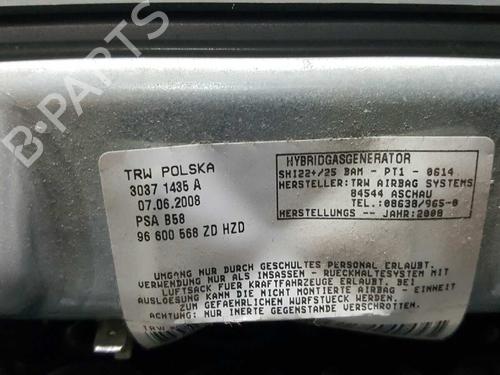 B-Parts
TRW POLSKA
3037 1435 A
07.06.2008
PSA B58
96 600 568 ZD HZD
HYBRIDGASGENERATOR
SHI22+/25 BAM - PT1 - 0614
HERSTELLER: TRW AIRBAG SYSTEMS
84544 ASCHAU
TEL.: 08638/965-0
HERSTELLUNGS -- JAHR: 2008
UMGANG NUR DURCH GESCHULTES PERSONAL ERLAUBT.
VERWENDUNG NUR ALS INSASSEN - RUECKHALTESYSTEM MIT
LUFTSACK FUER KRAFTFAHRZEUGE ERLAUBT. BEI
AUSLOESUNG KANN DIE NICHT MONTIERTE AIRBAG - EINHEIT
ZUM GEFAEHRLICHEN WURFSTUECK WERDEN.
ACHTUNG: NUR INERTE GEGENSTAENDE VERWENDEN.
TRW